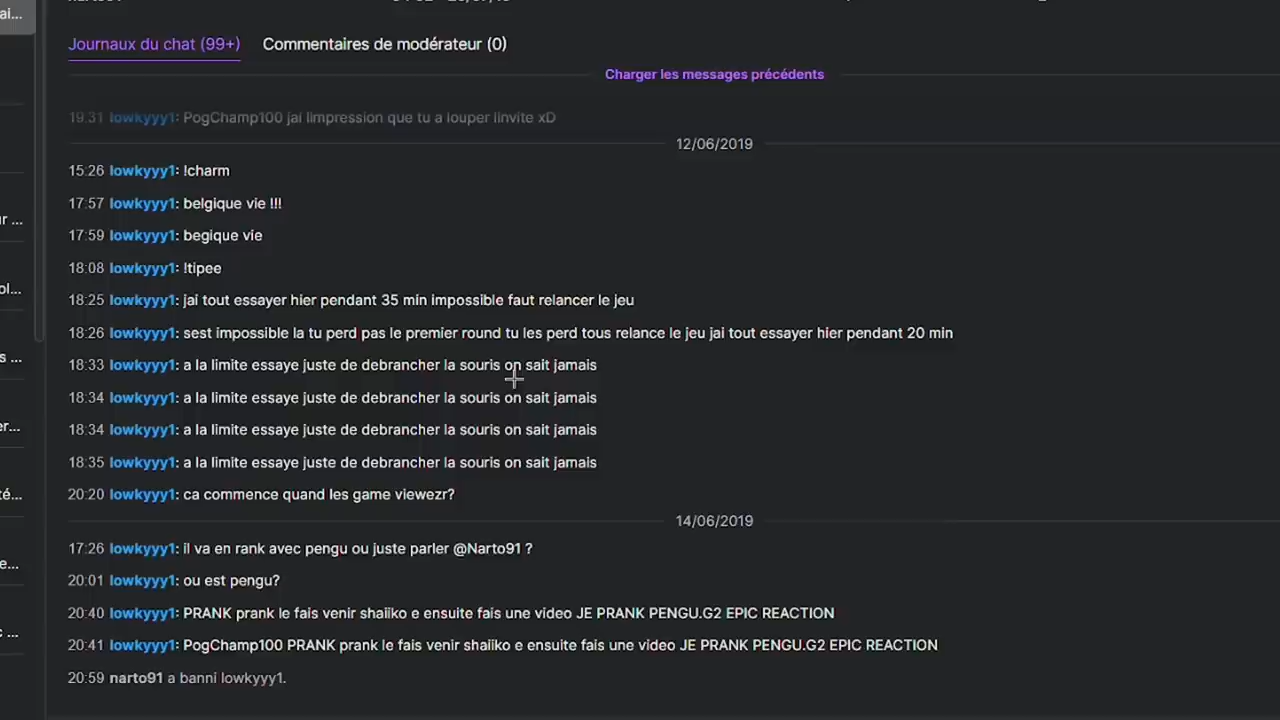 ai...
Journaux du chat (99+) Commentaires de modérateur (0)
Charger les messages précédents
19:31 lowkyyy1: PogChamp100 jai limpression que tu a louper linvite xD
12/06/2019
15:26 lowkyyy1: !charm
17:57 lowkyyy1: belgique vie !!!
ur ...
17:59 lowkyyy1: begique vie
18:08 lowkyyy1: !tipee
ol...
18:25 lowkyyy1: jai tout essayer hier pendant 35 min impossible faut relancer le jeu
18:26 lowkyyy1: sest impossible la tu perd pas le premier round tu les perd tous relance le jeu jai tout essayer hier pendant 20 min
s ...
18:33 lowkyyy1: a la limite essaye juste de debrancher la souris on sait jamais
18:34 lowkyyy1: a la limite essaye juste de debrancher la souris on sait jamais
er...
18:34 lowkyyy1: a la limite essaye juste de debrancher la souris on sait jamais
18:35 lowkyyy1: a la limite essaye juste de debrancher la souris on sait jamais
té...
20:20 lowkyyy1: ca commence quand les game viewezr?
14/06/2019
17:26 lowkyyy1: il va en rank avec pengu ou juste parler @Narto91 ?
e...
20:01 lowkyyy1: ou est pengu?
20:40 lowkyyy1: PRANK prank le fais venir shaiiko e ensuite fais une video JE PRANK PENGU.G2 EPIC REACTION
20:41 lowkyyy1: PogChamp100 PRANK prank le fais venir shaiiko e ensuite fais une video JE PRANK PENGU.G2 EPIC REACTION
20:59 narto91 a banni lowkyyy1.